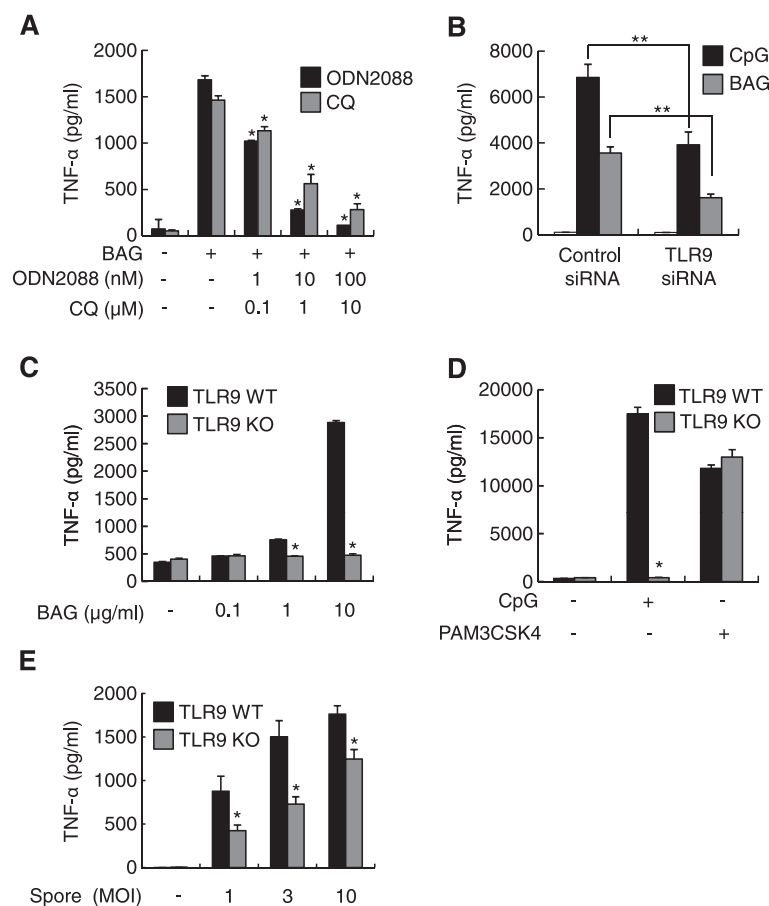 A
TNF-α (pg/ml)
2000
1500
1000
500
0
ODN2088
CQ
* * * * * *
BAG - + + + +
ODN2088 (nM) - - 1 10 100
CQ (μM) - - 0.1 1 10
B
TNF-α (pg/ml)
8000
6000
4000
2000
0
**
**
CpG
BAG
Control siRNA
TLR9 siRNA
C
TNF-α (pg/ml)
3500
3000
2500
2000
1500
1000
500
0
TLR9 WT
TLR9 KO
* *
BAG (μg/ml) - 0.1 1 10
D
TNF-α (pg/ml)
20000
15000
10000
5000
0
TLR9 WT
TLR9 KO
*
CpG - + -
PAM3CSK4 - - +
E
TNF-α (pg/ml)
2000
1500
1000
500
0
TLR9 WT
TLR9 KO
* * *
Spore (MOI) - 1 3 10